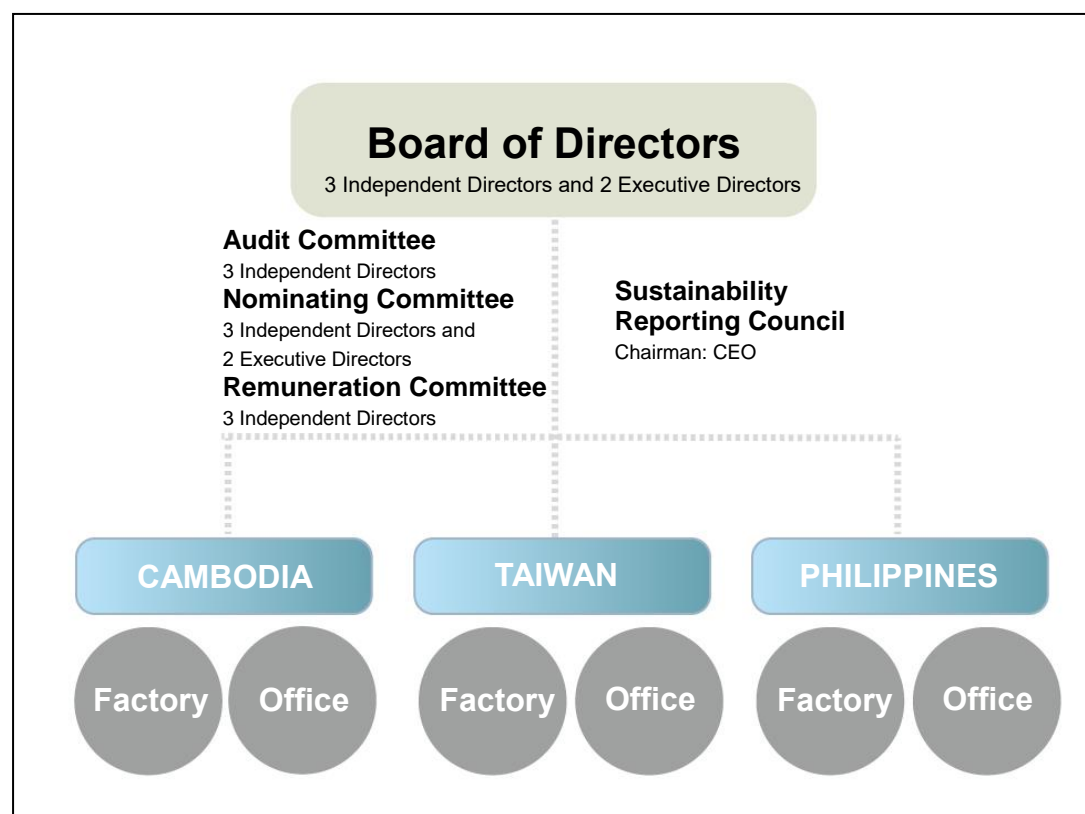 Board of Directors
3 Independent Directors and 2 Executive Directors
Audit Committee
3 Independent Directors
Nominating Committee
3 Independent Directors and
2 Executive Directors
Remuneration Committee
3 Independent Directors
Sustainability
Reporting Council
Chairman: CEO
CAMBODIA
TAIWAN
PHILIPPINES
Factory
Office
Factory
Office
Factory
Office